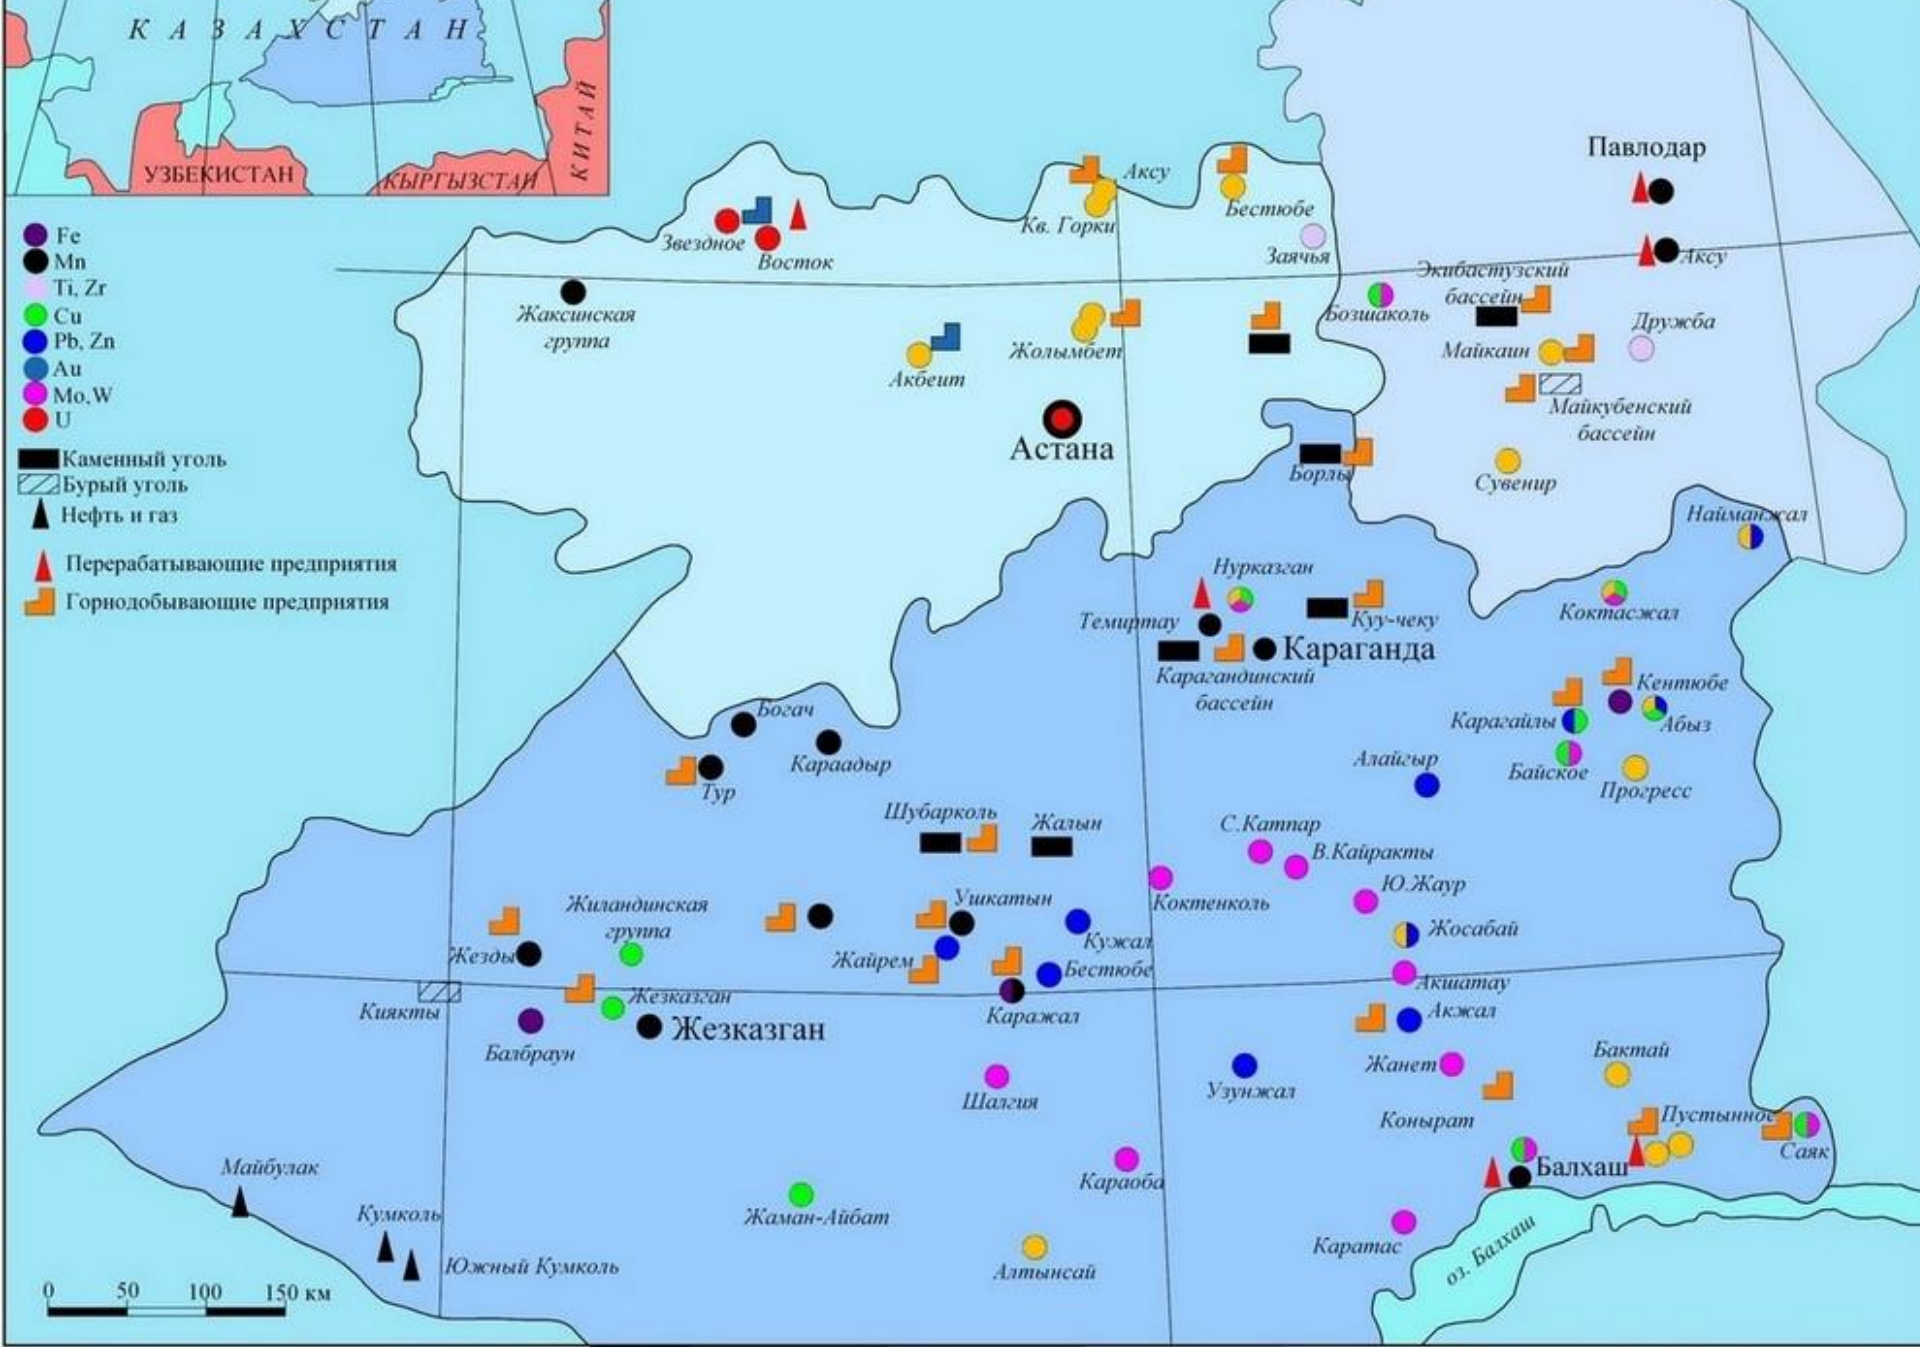 КАЗАХСТАН
УЗБЕКИСТАН
КЫРГЫЗСТАН
КИТАЙ
Fe
Mn
Ti, Zr
Cu
Pb, Zn
Au
Mo,W
U
Каменный уголь
Бурый уголь
Нефть и газ
Перерабатывающие предприятия
Горнодобывающие предприятия
Павлодар
Аксу
Аксу
Кв. Горки
Бестюбе
Заячья
Звездное
Восток
Жаксинская
группа
Акбеит
Жолымбет
Астана
Бозшаколь
Экибастузский
бассейн
Дружба
Майкаин
Майкубенский
бассейн
Борлы
Сувенир
Найманжал
Нурказган
Темиртау
Куу-чеку
Караганда
Карагандинский
бассейн
Коктасжал
Кентюбе
Карагайлы
Абыз
Байское
Прогресс
Алайгыр
Богач
Караадыр
Тур
Шубарколь
Жалын
С.Катпар
В.Кайракты
Ю.Жаур
Коктенколь
Жосабай
Акшатау
Акжал
Жанет
Жиландинская
группа
Жезды
Ушкатын
Кужал
Жайрем
Бестюбе
Каражал
Киякты
Жезказган
Жезказган
Балбраун
Шалгия
Узунжал
Бактай
Конырат
Пустынное
Саяк
Балхаш
Караоба
Каратас
оз. Балхаш
Жаман-Айбат
Алтынсай
Майбулак
Кумколь
Южный Кумколь
0 50 100 150 км